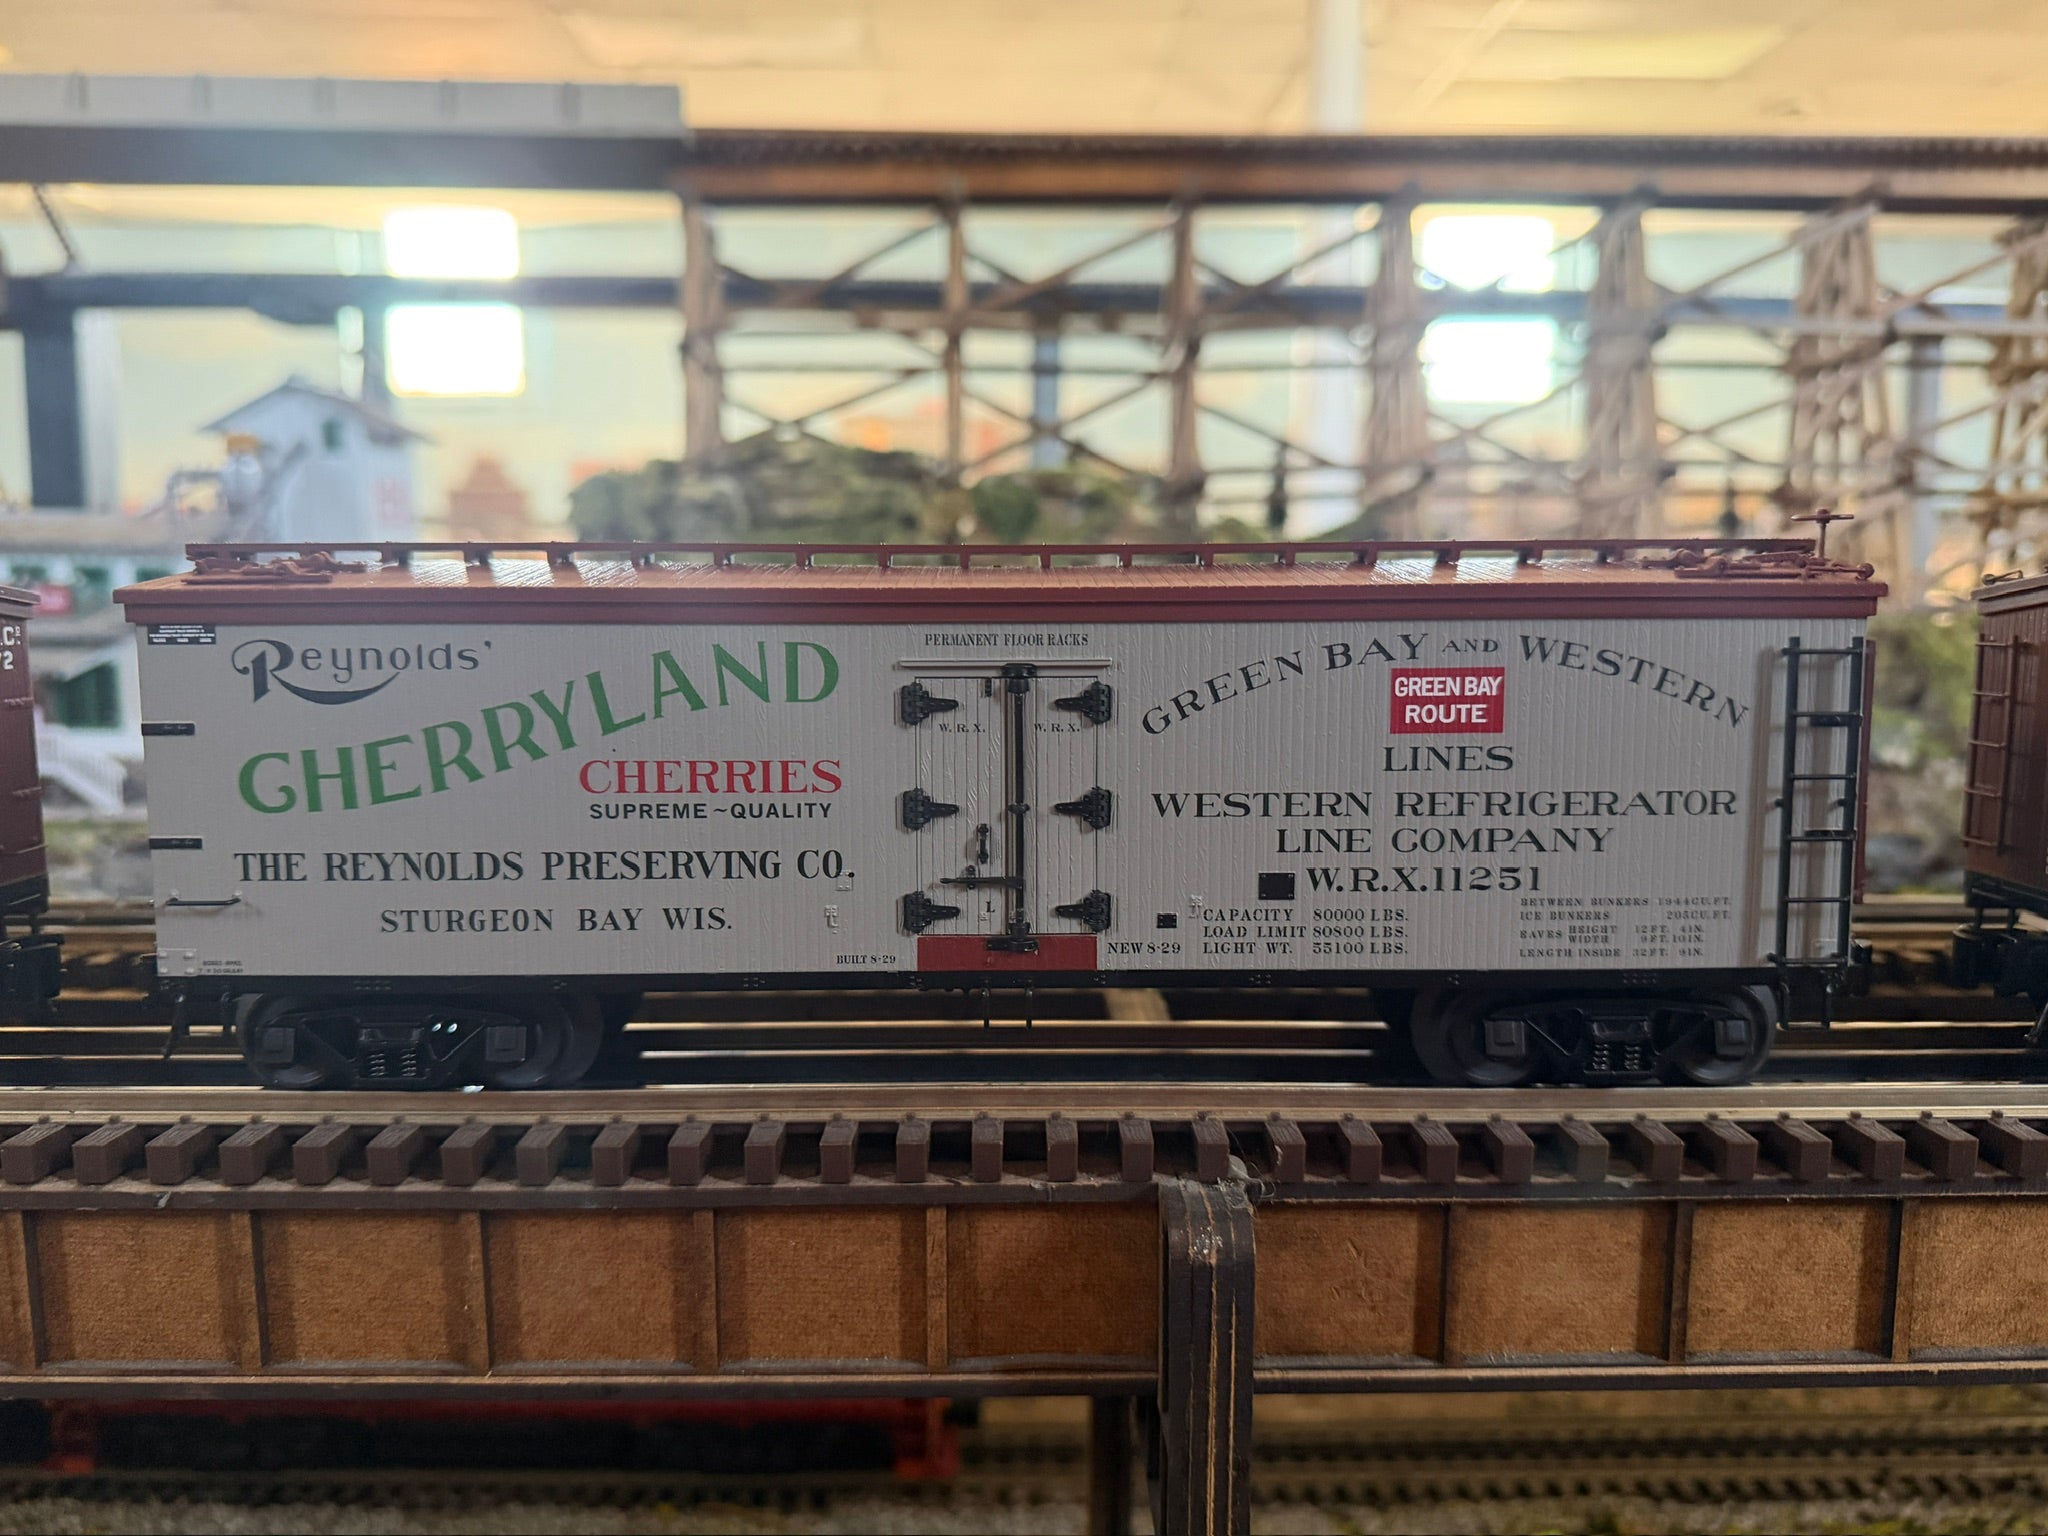 Reynolds'
CHERRYLAND
CHERRIES
SUPREME~QUALITY
THE REYNOLDS PRESERVING CO.
STURGEON BAY WIS.
BUILT 8-29
PERMANENT FLOOR RACKS
W.R.X.
W.R.X.
L
GREEN BAY AND WESTERN
GREEN BAY
ROUTE
LINES
WESTERN REFRIGERATOR
LINE COMPANY
W.R.X.11251
NEW 8-29
CAPACITY 80000 LBS.
LOAD LIMIT 80800 LBS.
LIGHT WT. 55100 LBS.
BETWEEN BUNKERS 1944 CU.FT.
ICE BUNKERS 205 CU.FT.
EAVES HEIGHT 12 FT. 4 IN.
WIDTH 9 FT. 10 IN.
LENGTH INSIDE 32 FT. 9 IN.